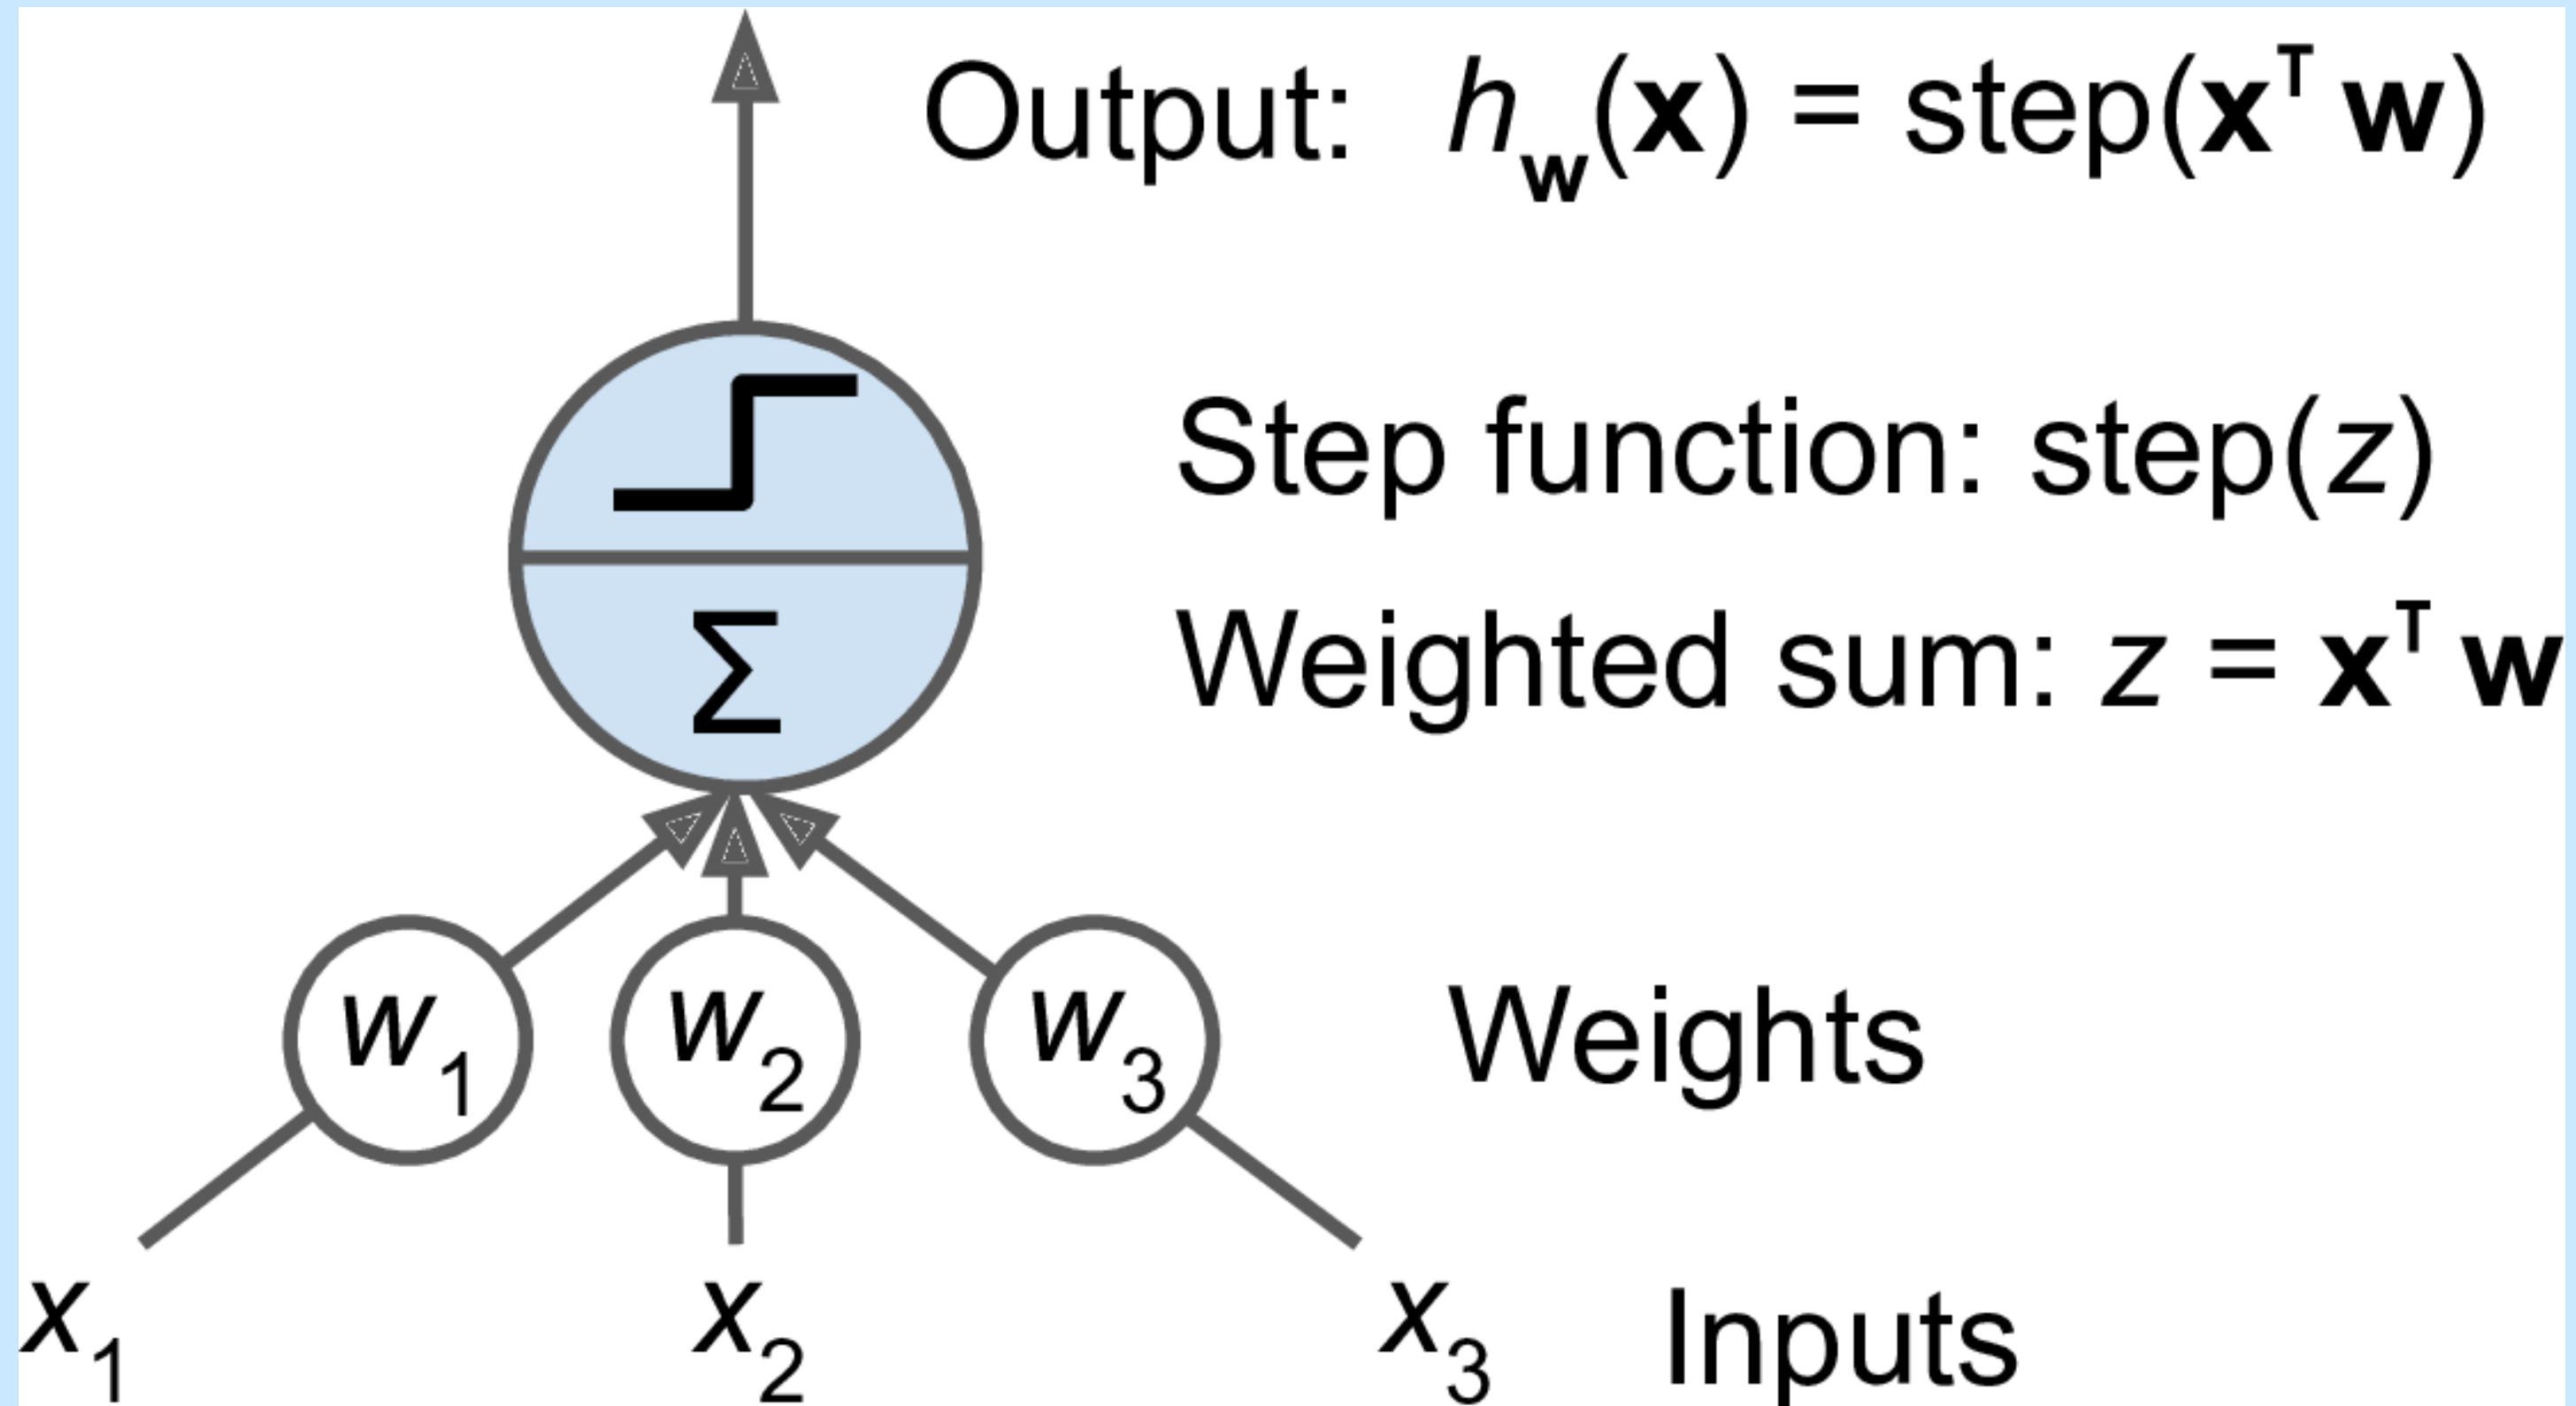 Output: h_w(x) = step(xᵀ w)
Step function: step(z)
Σ
Weighted sum: z = xᵀ w
w₁ w₂ w₃ Weights
x₁ x₂ x₃ Inputs